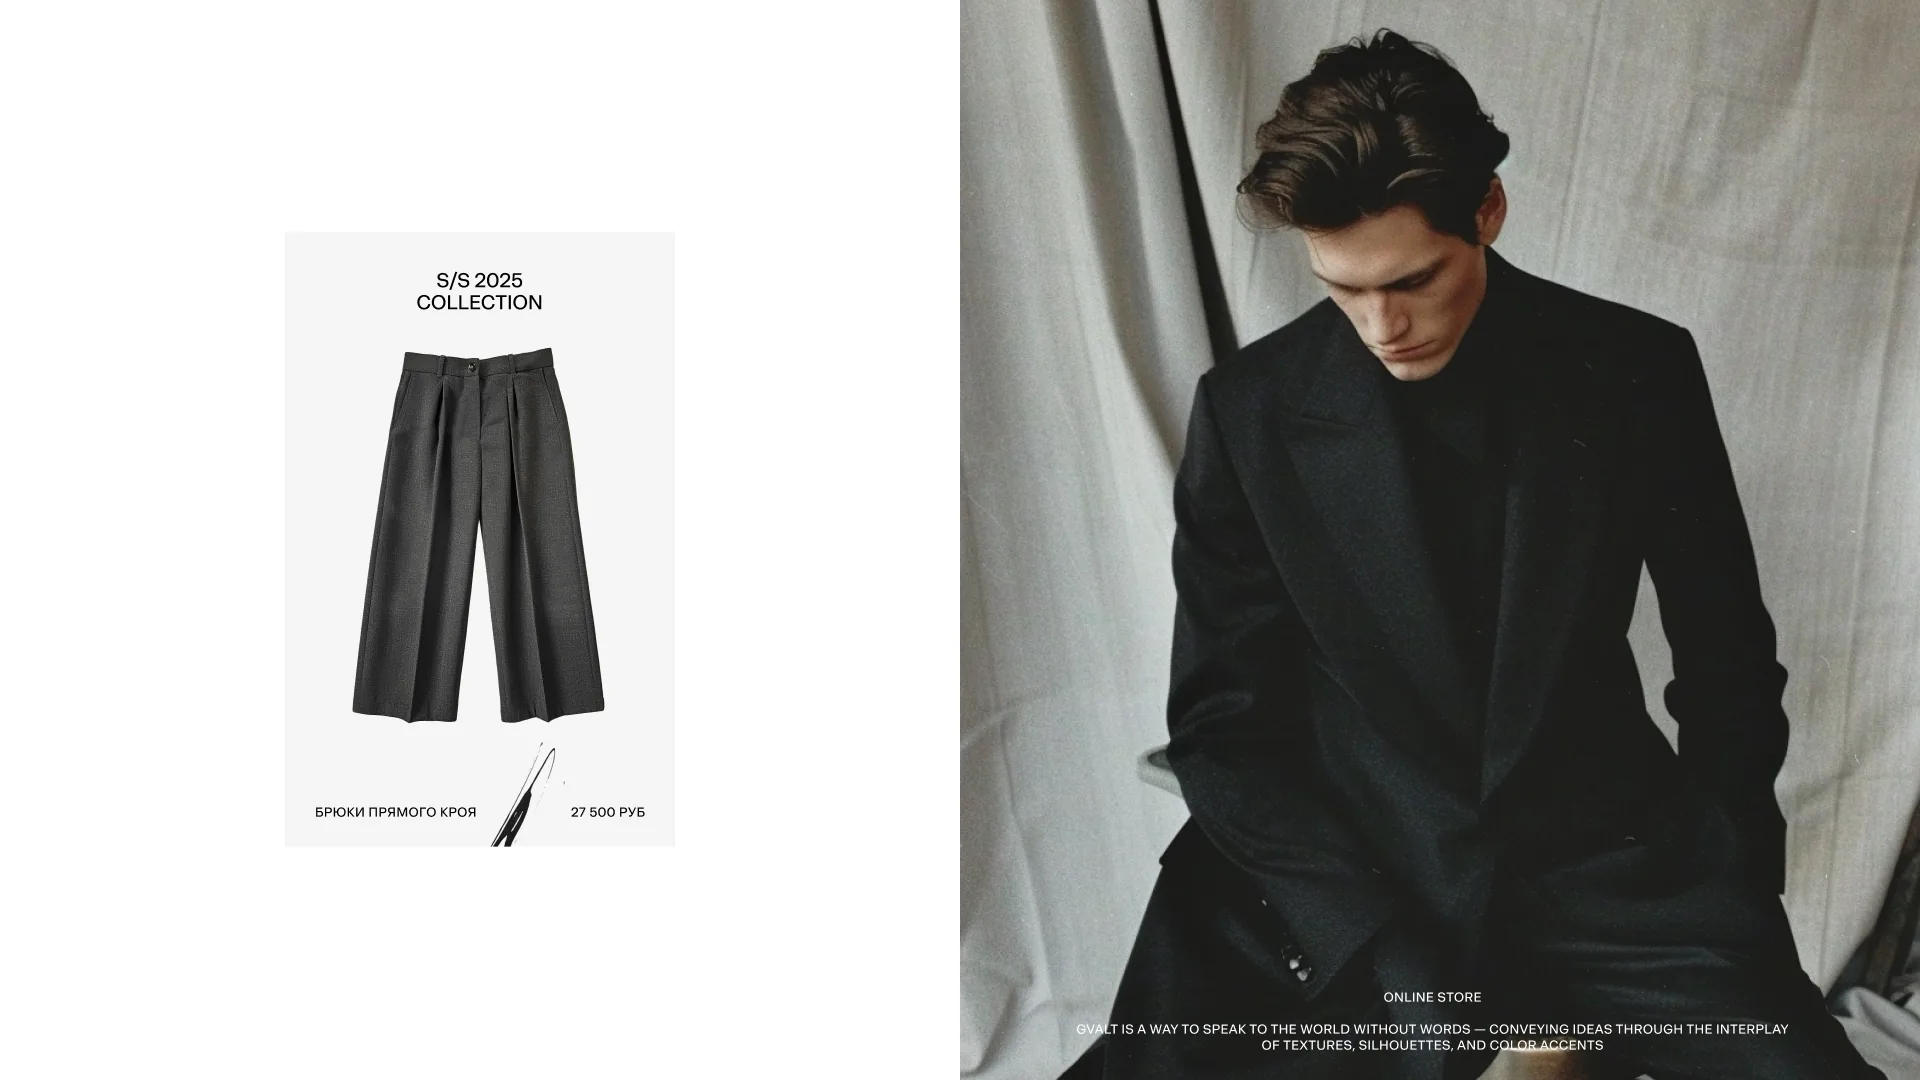 S/S 2025
COLLECTION
БРЮКИ ПРЯМОГО КРОЯ
27 500 РУБ
ONLINE STORE
GVALT IS A WAY TO SPEAK TO THE WORLD WITHOUT WORDS — CONVEYING IDEAS THROUGH THE INTERPLAY
OF TEXTURES, SILHOUETTES, AND COLOR ACCENTS